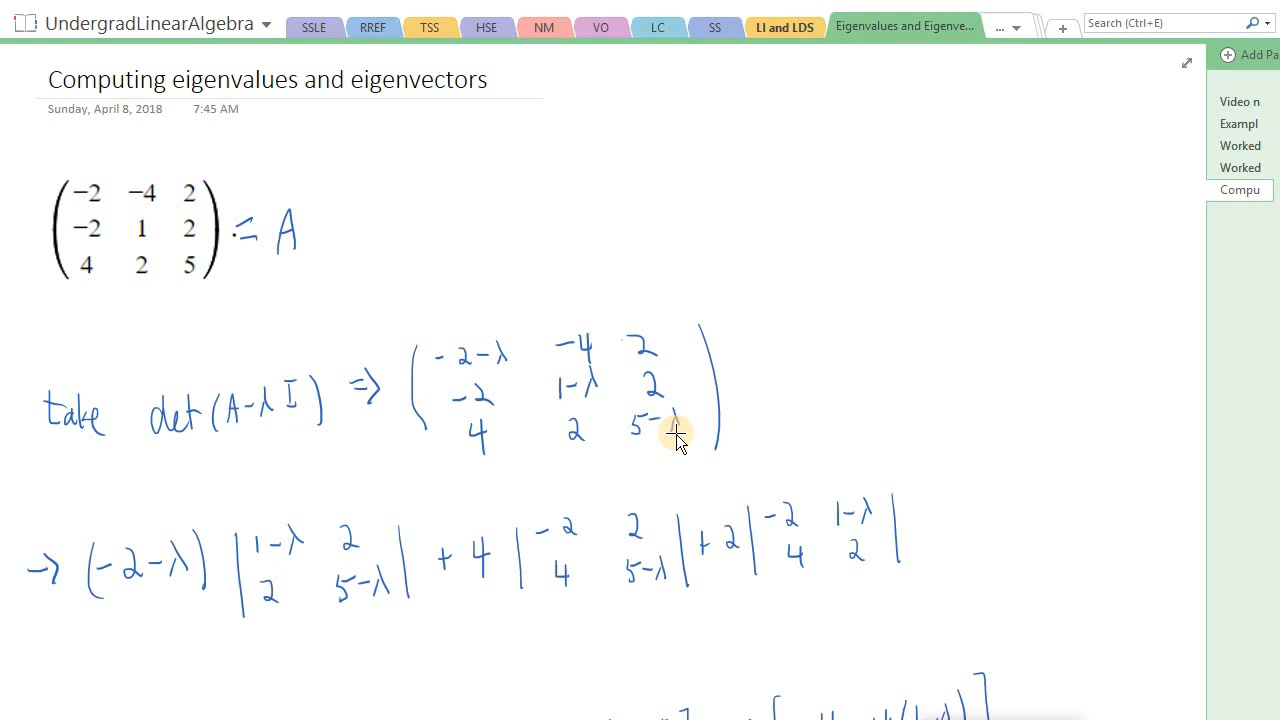 UndergradLinearAlgebra SSLE RREF TSS HSE NM VO LC SS LI and LDS Eigenvalues and Eigenve... ... + Search (Ctrl+E)
Add Pa
Computing eigenvalues and eigenvectors
Sunday, April 8, 2018 7:45 AM
Video n
Exampl
Worked
Worked
Compu
−2 −4 2
−2 1 2 := A
4 2 5
take det(A-λI) => ( -2-λ -4 2
-2 1-λ 2
4 2 5-λ )
→ (-2-λ) | 1-λ 2 | + 4 | -2 2 | + 2 | -2 1-λ |
| 2 5-λ | | 4 5-λ | | 4 2 |